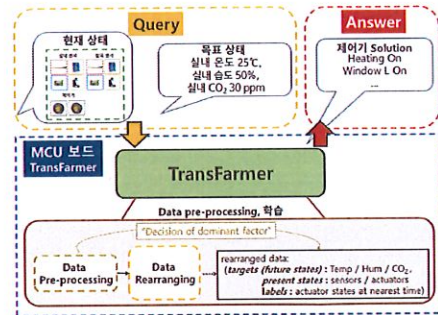 Query
현재 상태
목표 상태
실내 온도 25℃,
실내 습도 50%,
실내 CO₂ 30 ppm
Answer
제어기 Solution
Heating On
Window L On
...
MCU 보드
TransFarmer
TransFarmer
Data pre-processing, 학습
"Decision of dominant factor"
Data
Pre-processing
Data
Rearranging
rearranged data:
(targets (future states) : Temp / Hum / CO₂,
present states : sensors / actuators
labels : actuator states at nearest time)